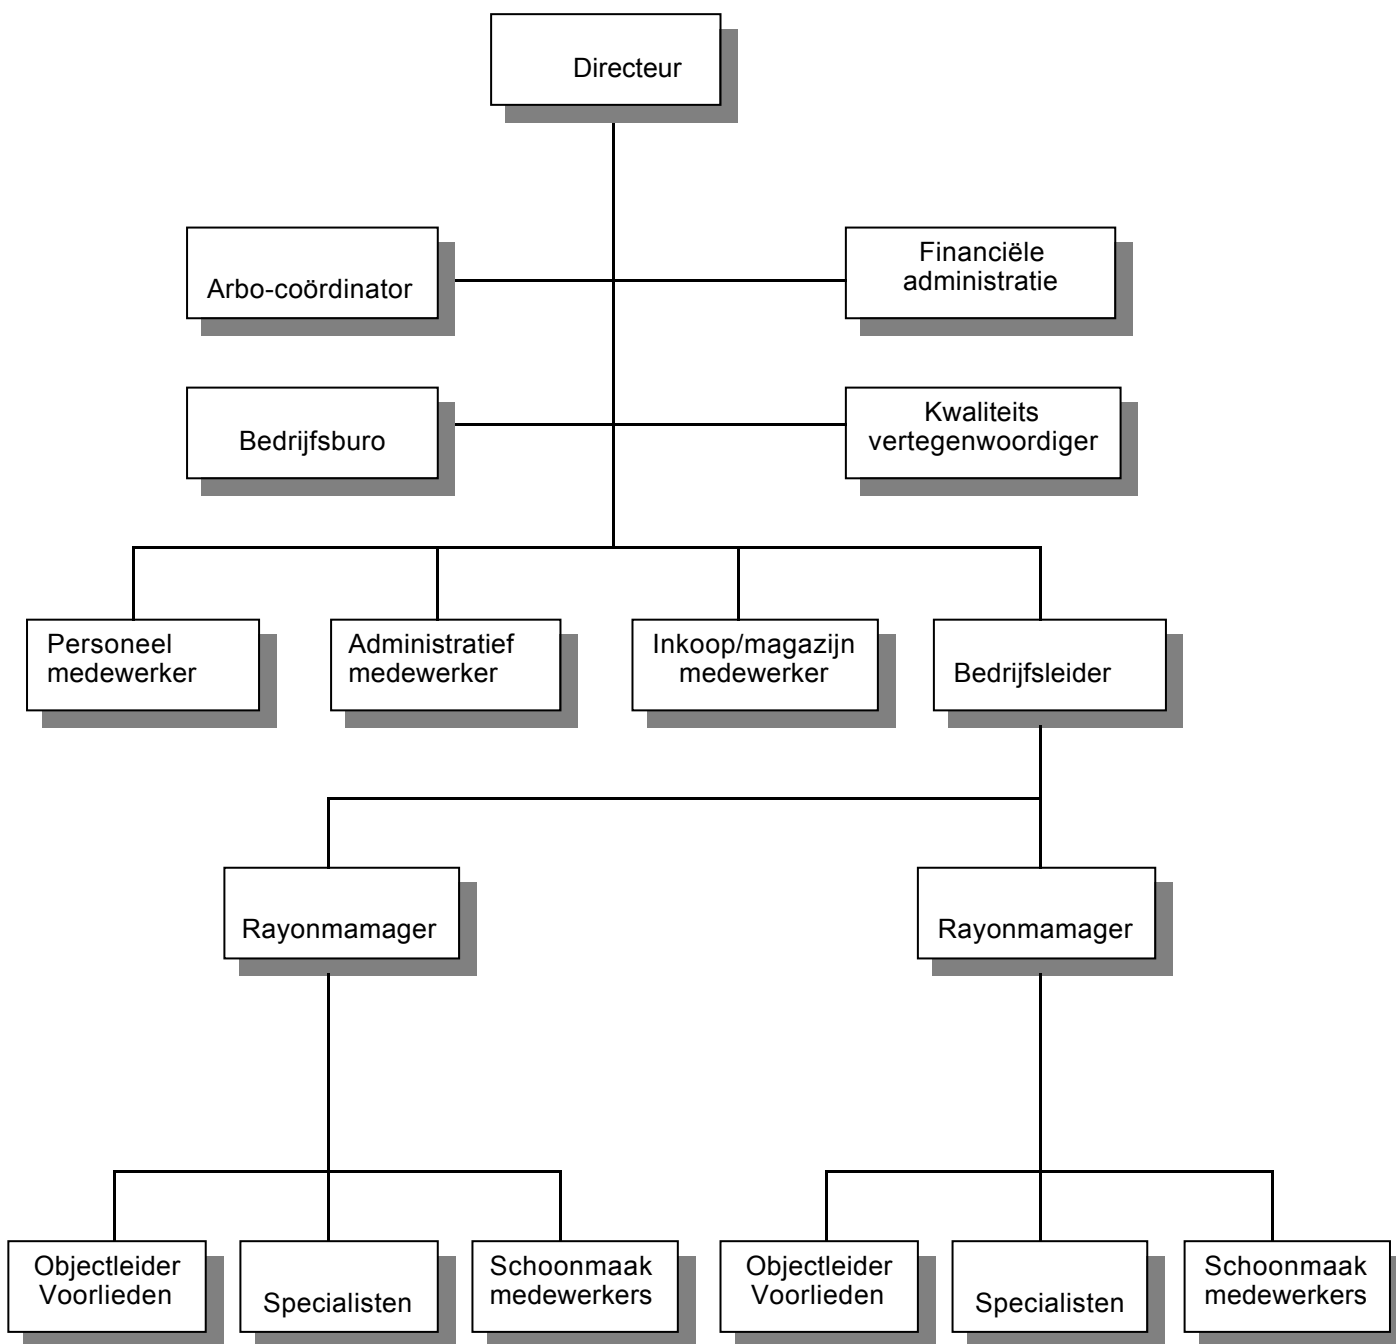 Directeur
Arbo-coördinator
Financiële
administratie
Bedrijfsburo
Kwaliteits
vertegenwoordiger
Personeel
medewerker
Administratief
medewerker
Inkoop/magazijn
medewerker
Bedrijfsleider
Rayonmamager
Rayonmamager
Objectleider
Voorlieden
Specialisten
Schoonmaak
medewerkers
Objectleider
Voorlieden
Specialisten
Schoonmaak
medewerkers